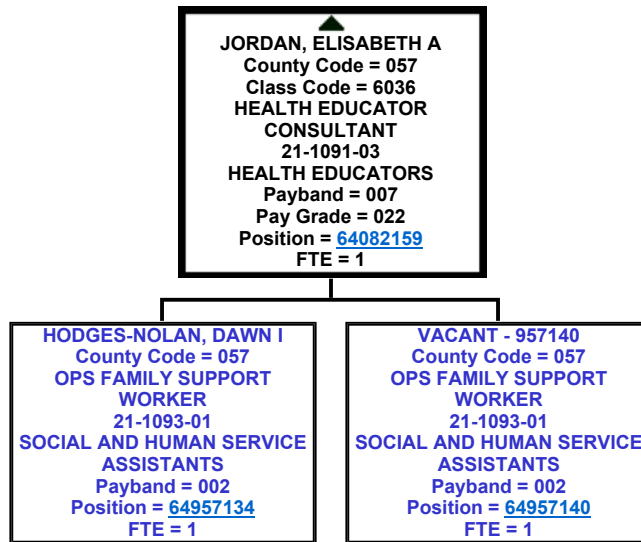 JORDAN, ELISABETH A
County Code = 057
Class Code = 6036
HEALTH EDUCATOR
CONSULTANT
21-1091-03
HEALTH EDUCATORS
Payband = 007
Pay Grade = 022
Position = 64082159
FTE = 1
HODGES-NOLAN, DAWN I
County Code = 057
OPS FAMILY SUPPORT
WORKER
21-1093-01
SOCIAL AND HUMAN SERVICE
ASSISTANTS
Payband = 002
Position = 64957134
FTE = 1
VACANT - 957140
County Code = 057
OPS FAMILY SUPPORT
WORKER
21-1093-01
SOCIAL AND HUMAN SERVICE
ASSISTANTS
Payband = 002
Position = 64957140
FTE = 1